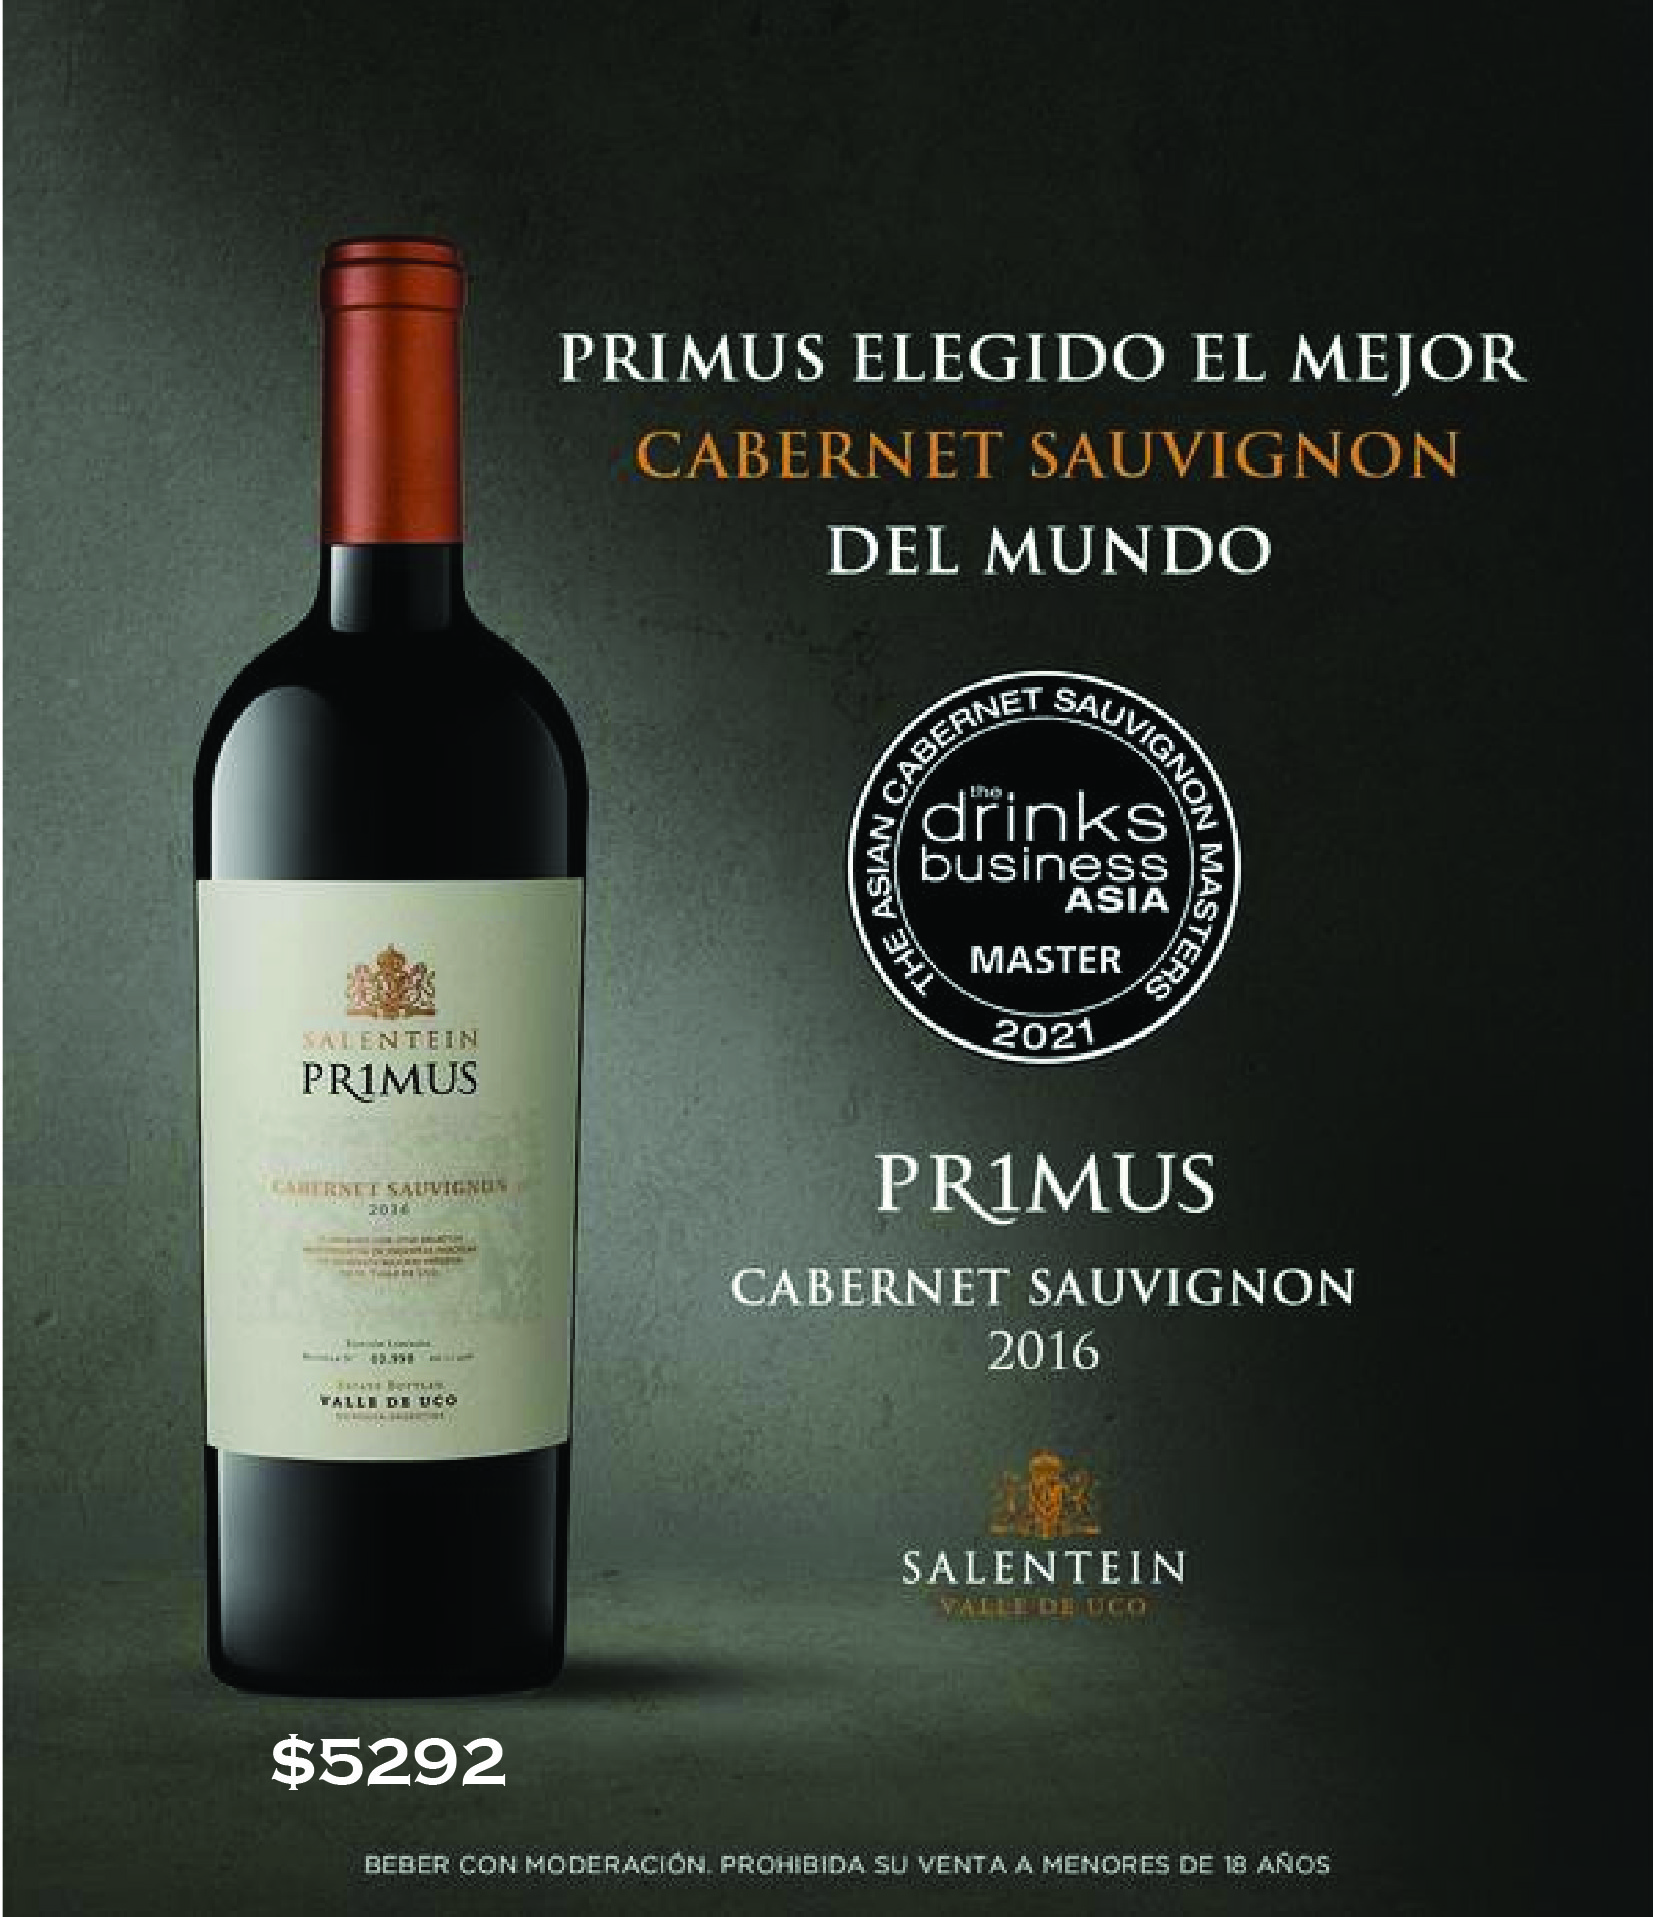 PRIMUS ELEGIDO EL MEJOR
CABERNET SAUVIGNON
DEL MUNDO
THE ASIAN CABERNET SAUVIGNON MASTERS
the
drinks
business
ASIA
MASTER
2021
PR1MUS
CABERNET SAUVIGNON
2016
SALENTEIN
VALLE DE UCO
SALENTEIN
PR1MUS
CABERNET SAUVIGNON
2016
VALLE DE UCO
$5292
BEBER CON MODERACIÓN. PROHIBIDA SU VENTA A MENORES DE 18 AÑOS